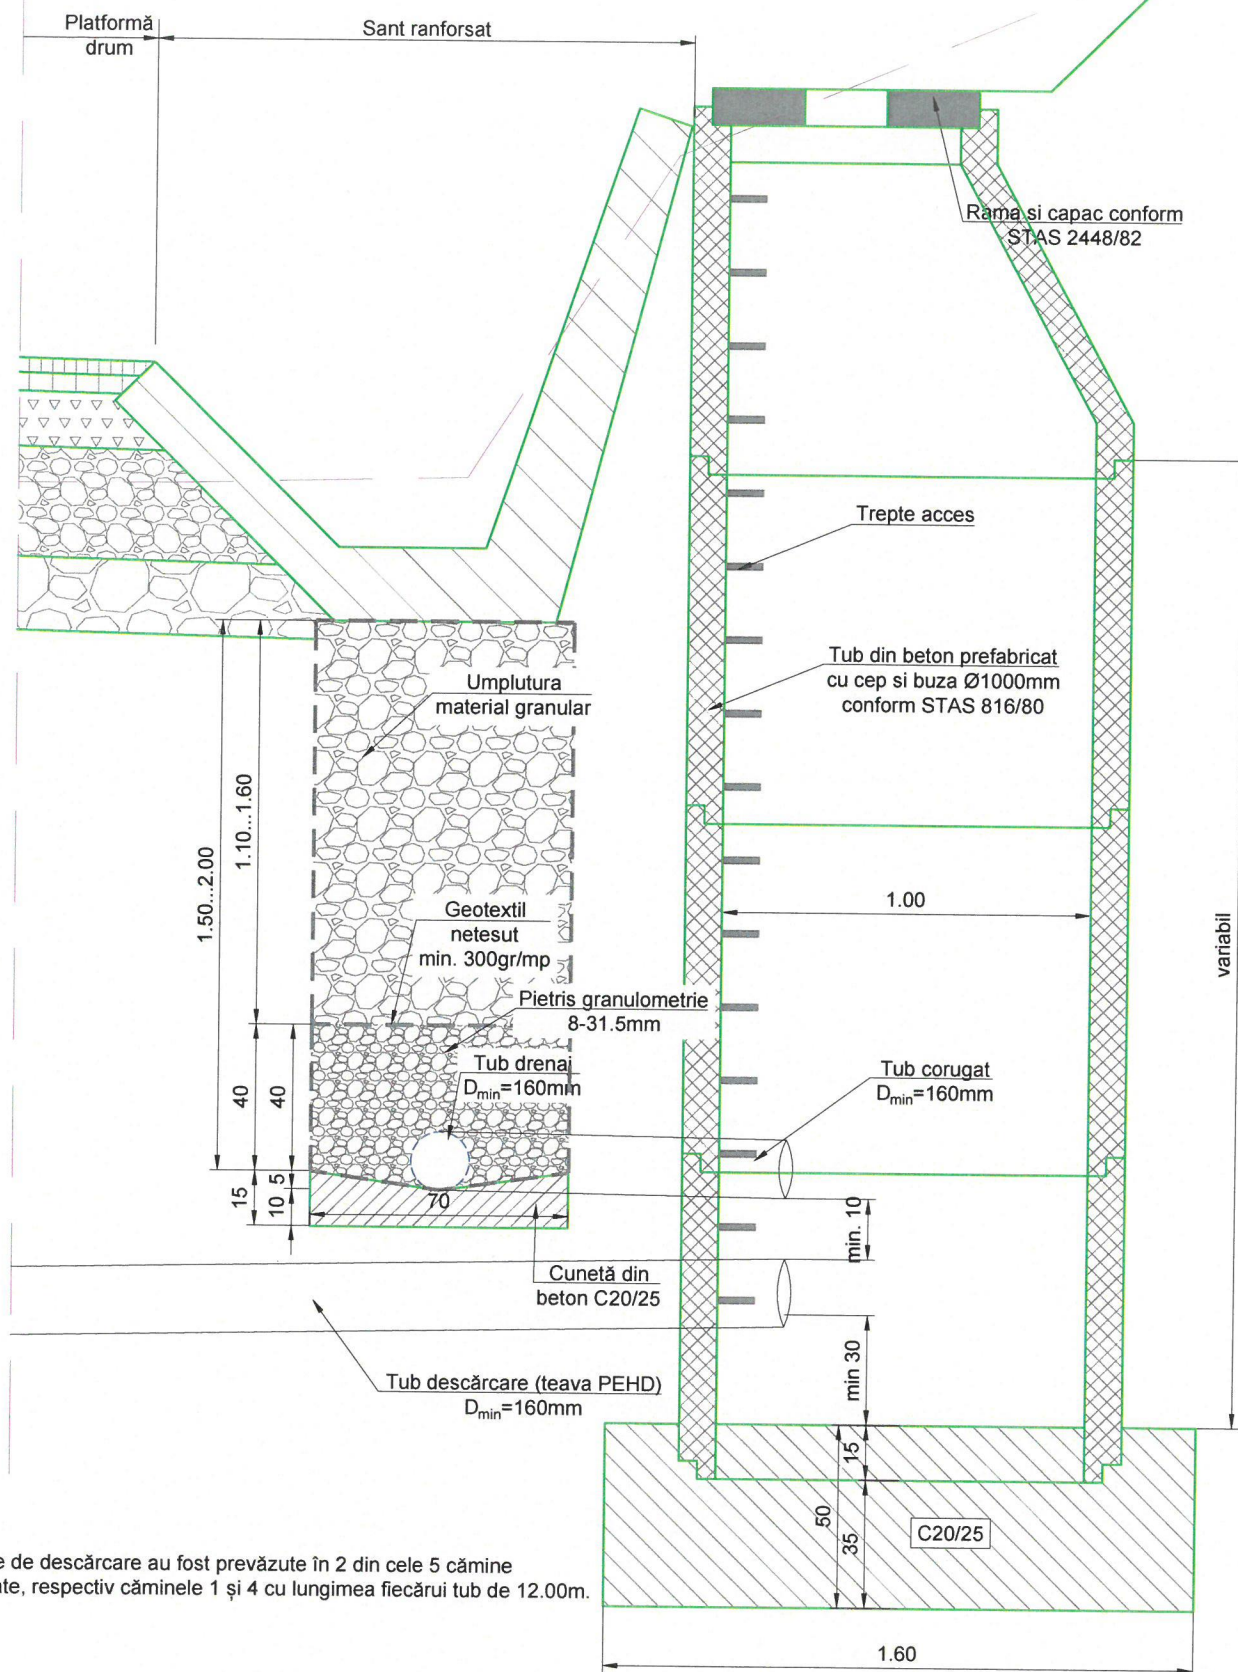 Platformă
drum
Sant ranforsat
Rama si capac conform
STAS 2448/82
Trepte acces
Tub din beton prefabricat
cu cep si buza Ø1000mm
conform STAS 816/80
Umplutura
material granular
1.10...1.60
1.50...2.00
Geotextil
netesut
min. 300gr/mp
1.00
variabil
Pietris granulometrie
8-31.5mm
Tub drenaj
Dmin=160mm
Tub corugat
Dmin=160mm
40
40
5
15
10
70
min. 10
Cunetă din
beton C20/25
min 30
Tub descărcare (teava PEHD)
Dmin=160mm
15
50
35
C20/25
de descărcare au fost prevăzute în 2 din cele 5 cămine
respectiv căminele 1 și 4 cu lungimea fiecărui tub de 12.00m.
1.60